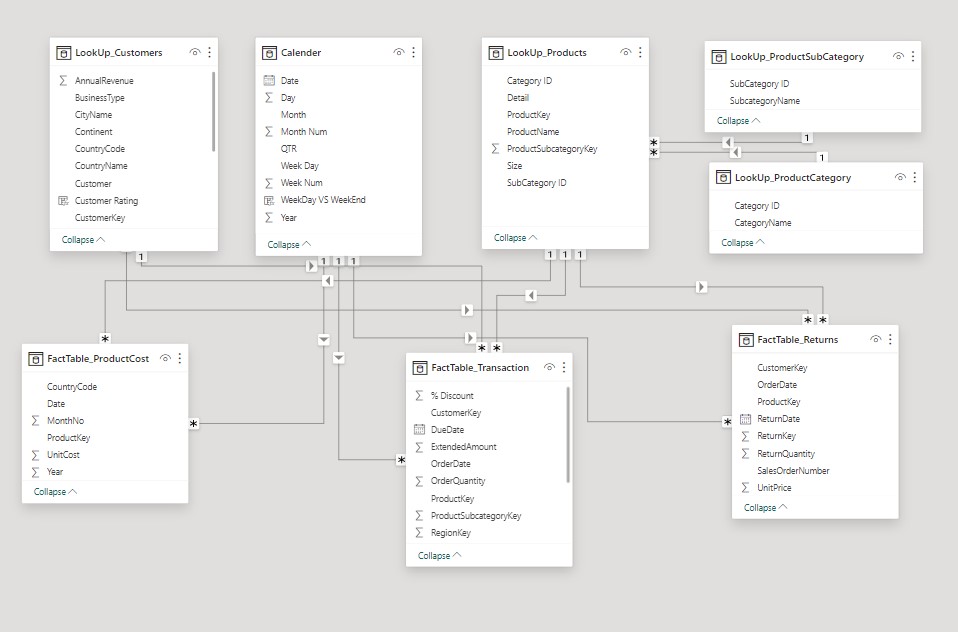 LookUp_Customers
AnnualRevenue
BusinessType
CityName
Continent
CountryCode
CountryName
Customer
Customer Rating
CustomerKey
Collapse
Calender
Date
Day
Month
Month Num
QTR
Week Day
Week Num
WeekDay VS WeekEnd
Year
Collapse
LookUp_Products
Category ID
Detail
ProductKey
ProductName
ProductSubcategoryKey
Size
SubCategory ID
Collapse
LookUp_ProductSubCategory
SubCategory ID
SubcategoryName
Collapse
1
*
*
1
LookUp_ProductCategory
Category ID
CategoryName
Collapse
1
1 1 1
1 1 1
*
* *
* *
*
*
*
FactTable_ProductCost
CountryCode
Date
MonthNo
ProductKey
UnitCost
Year
Collapse
FactTable_Transaction
% Discount
CustomerKey
DueDate
ExtendedAmount
OrderDate
OrderQuantity
ProductKey
ProductSubcategoryKey
RegionKey
Collapse
FactTable_Returns
CustomerKey
OrderDate
ProductKey
ReturnDate
ReturnKey
ReturnQuantity
SalesOrderNumber
UnitPrice
Collapse